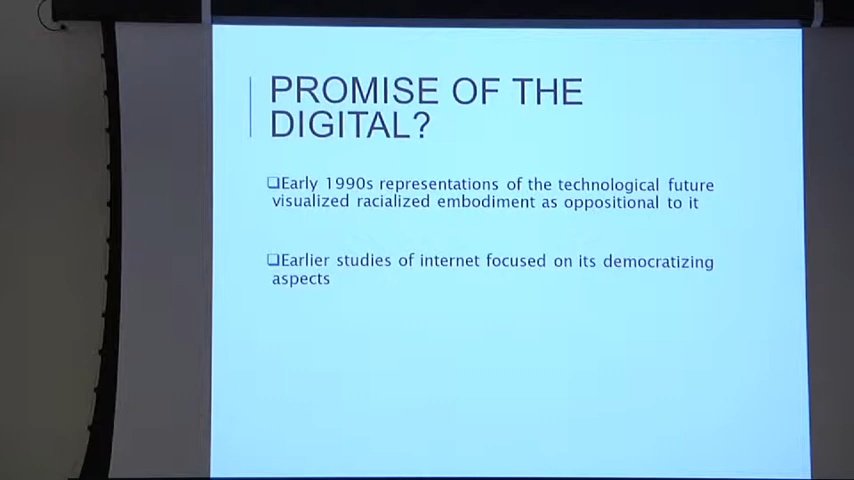 PROMISE OF THE
DIGITAL?
❑Early 1990s representations of the technological future
visualized racialized embodiment as oppositional to it
❑Earlier studies of internet focused on its democratizing
aspects